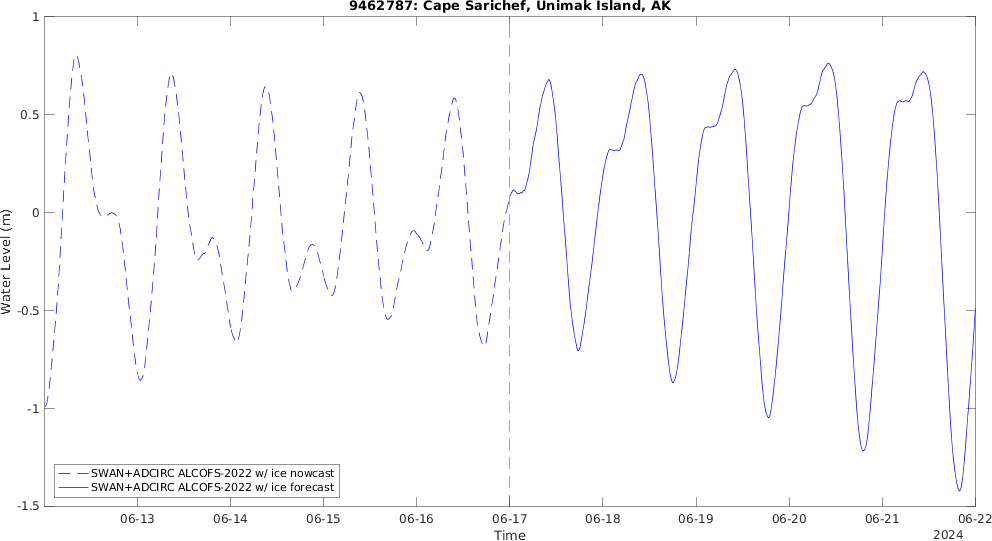 9462787: Cape Sarichef, Unimak Island, AK
1
0.5
0
-0.5
-1
-1.5
Water Level (m)
SWAN+ADCIRC ALCOFS-2022 w/ ice nowcast
SWAN+ADCIRC ALCOFS-2022 w/ ice forecast
06-13 06-14 06-15 06-16 06-17 06-18 06-19 06-20 06-21 06-22
Time
2024